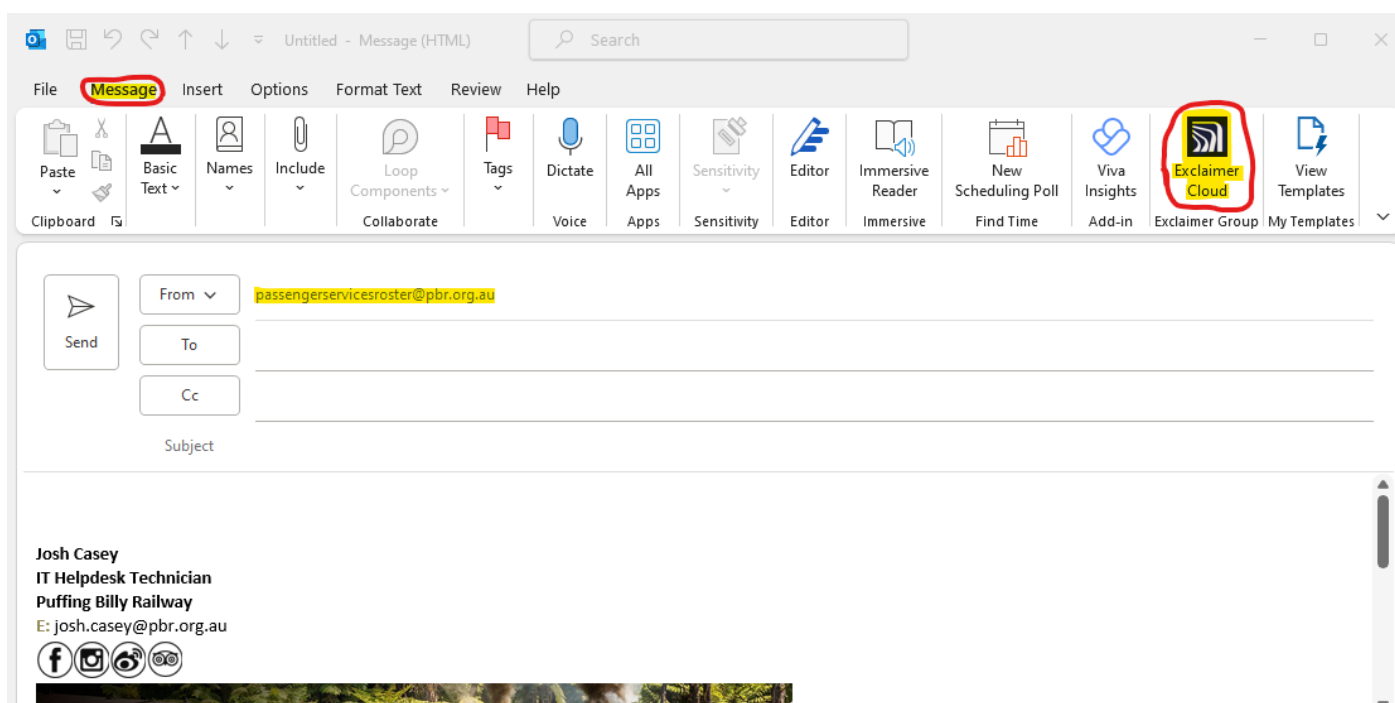 Untitled - Message (HTML)
Search
File Message Insert Options Format Text Review Help
Paste
Basic Text
Names
Include
Loop Components
Tags
Dictate
All Apps
Sensitivity
Editor
Immersive Reader
New Scheduling Poll
Viva Insights
Exclaimer Cloud
View Templates
Clipboard Collaborate Voice Apps Sensitivity Editor Immersive Find Time Add-in Exclaimer Group My Templates
From passengerservicesroster@pbr.org.au
Send
To
Cc
Subject
Josh Casey
IT Helpdesk Technician
Puffing Billy Railway
E: josh.casey@pbr.org.au